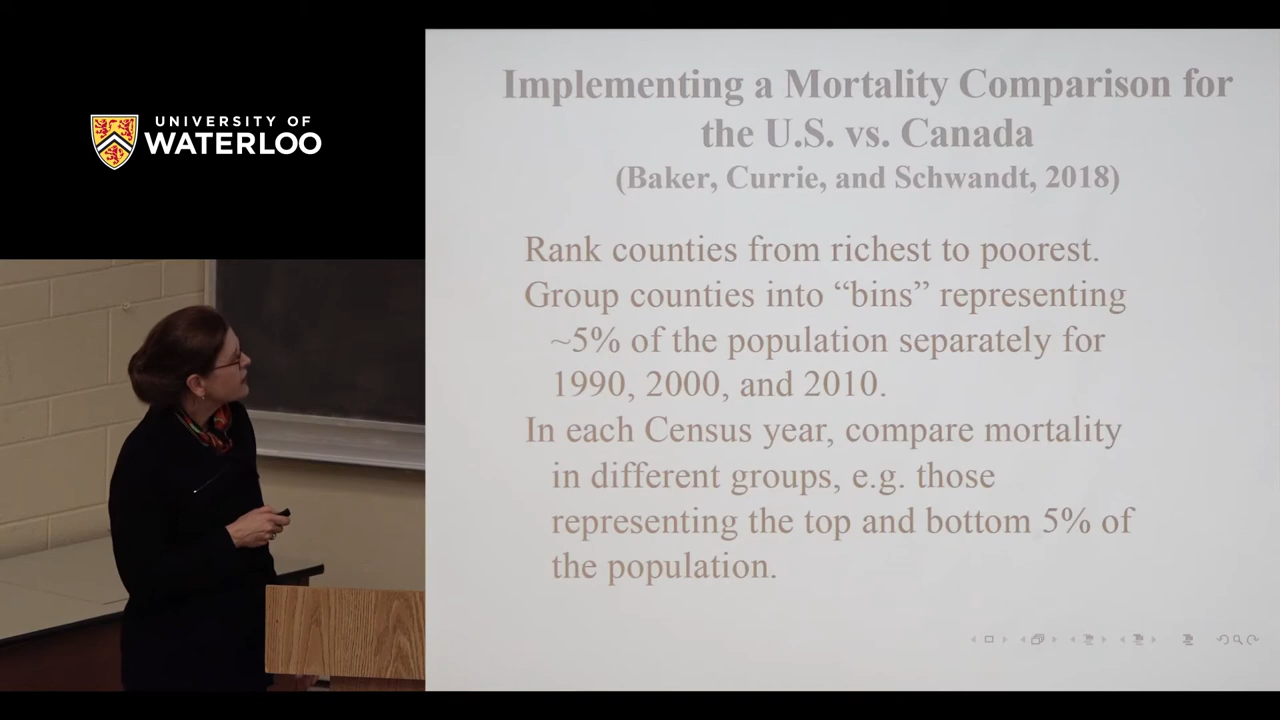 UNIVERSITY OF
WATERLOO
Implementing a Mortality Comparison for
the U.S. vs. Canada
(Baker, Currie, and Schwandt, 2018)
Rank counties from richest to poorest.
Group counties into “bins” representing
~5% of the population separately for
1990, 2000, and 2010.
In each Census year, compare mortality
in different groups, e.g. those
representing the top and bottom 5% of
the population.